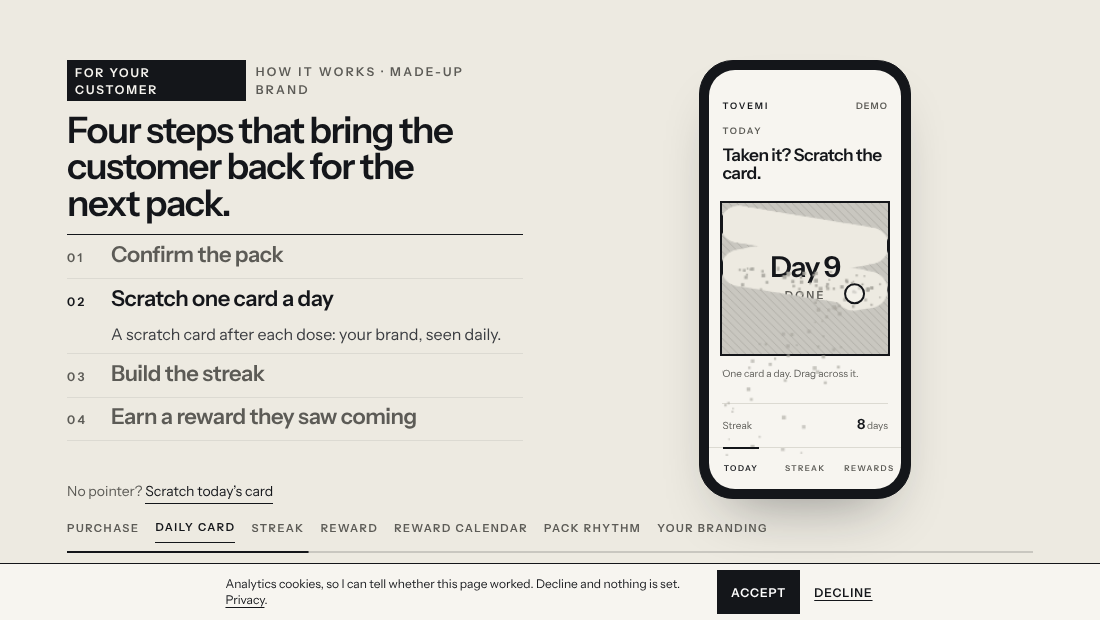 FOR YOUR
CUSTOMER
HOW IT WORKS · MADE-UP
BRAND
Four steps that bring the
customer back for the
next pack.
01 Confirm the pack
02 Scratch one card a day
A scratch card after each dose: your brand, seen daily.
03 Build the streak
04 Earn a reward they saw coming
No pointer? Scratch today's card
TOVEMI DEMO
TODAY
Taken it? Scratch the
card.
Day 9
DONE
One card a day. Drag across it.
Streak 8 days
TODAY STREAK REWARDS
PURCHASE DAILY CARD STREAK REWARD REWARD CALENDAR PACK RHYTHM YOUR BRANDING
Analytics cookies, so I can tell whether this page worked. Decline and nothing is set.
Privacy.
ACCEPT DECLINE